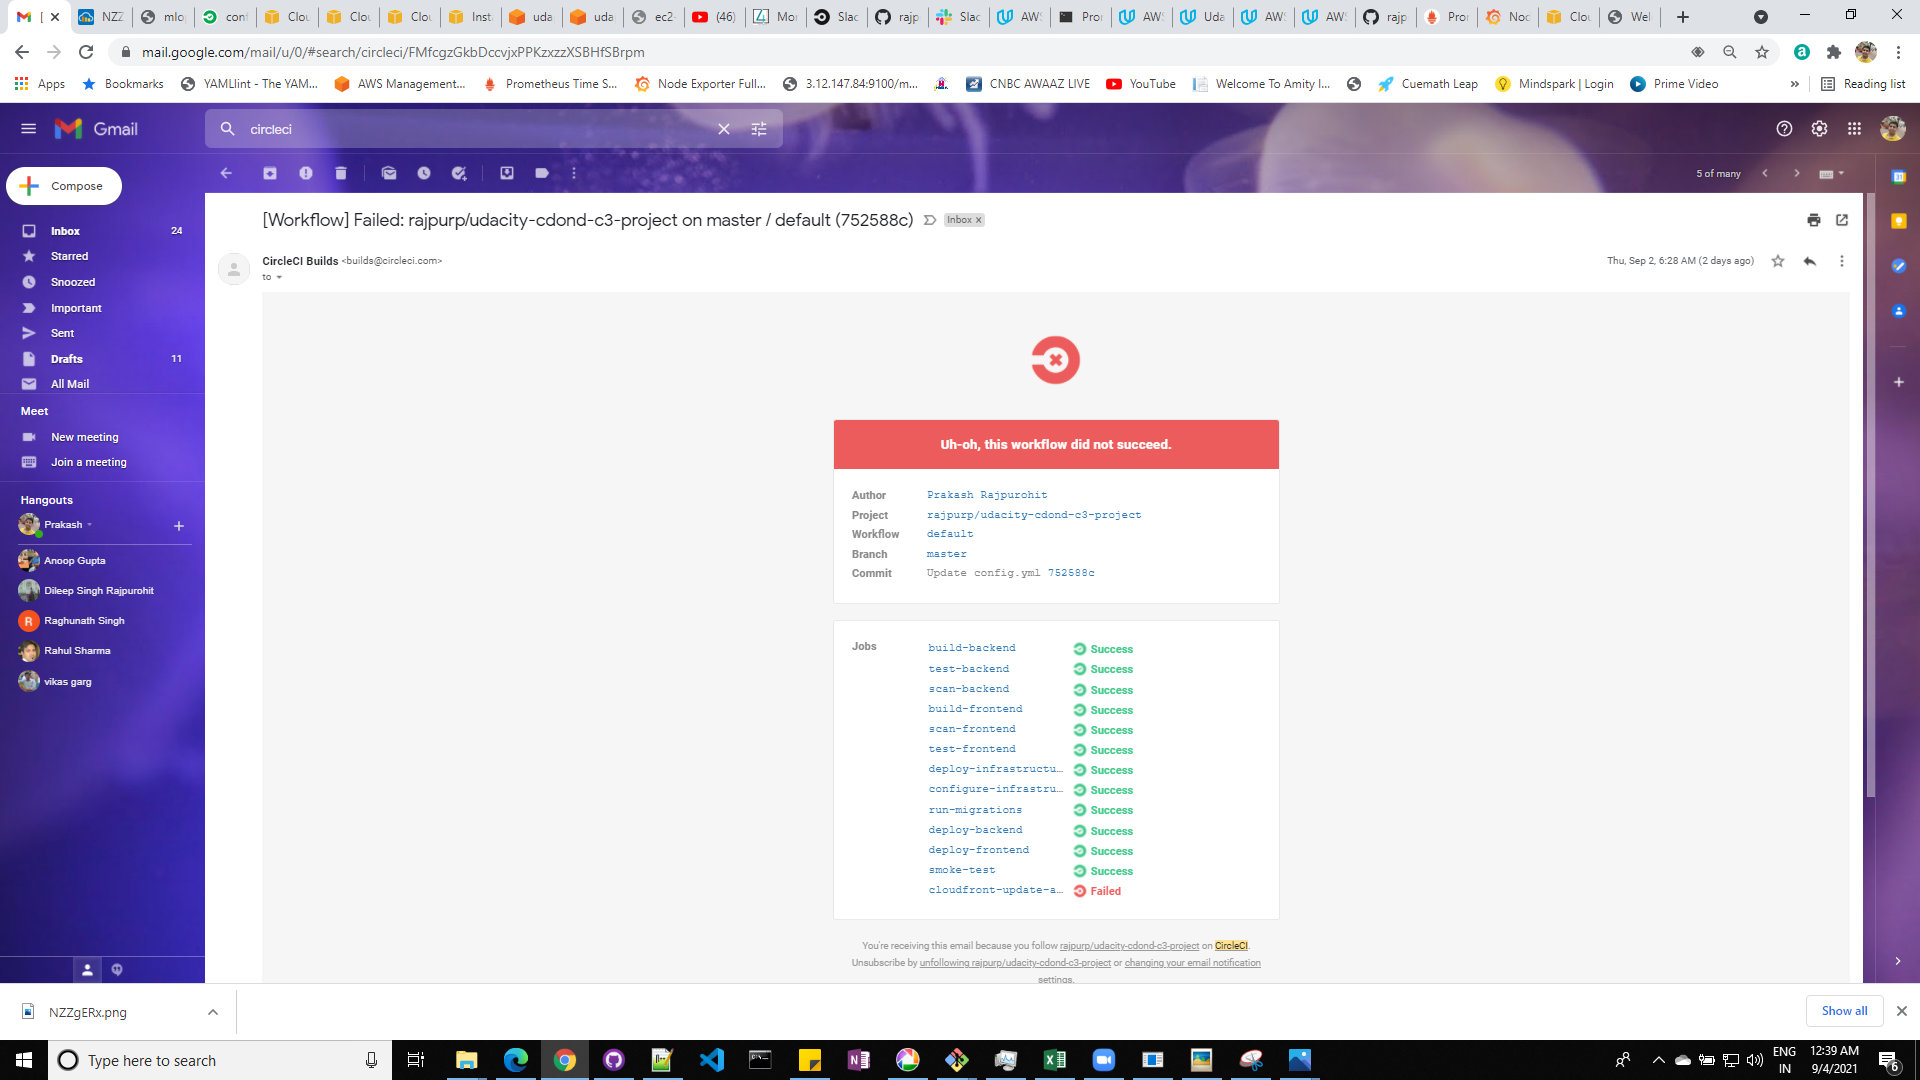 [
NZZ
mlo
conf
Clou
Clou
Clou
Inst
uda
uda
ec2-
(46)
Mor
Slac
rajp
Slac
AWS
Pror
AWS
Uda
AWS
AWS
rajp
Pror
Noc
Clou
Wel
mail.google.com/mail/u/0/#search/circleci/FMfcgzGkbDccvjxPPKzxzzXSBHfSBrpm
Apps
Bookmarks
YAMLlint - The YAM...
AWS Management...
Prometheus Time S...
Node Exporter Full...
3.12.147.84:9100/m...
CNBC AWAAZ LIVE
YouTube
Welcome To Amity I...
Cuemath Leap
Mindspark | Login
Prime Video
»
Reading list
Gmail
circleci
Compose
5 of many
Inbox 24
Starred
Snoozed
Important
Sent
Drafts 11
All Mail
Meet
New meeting
Join a meeting
Hangouts
Prakash
Anoop Gupta
Dileep Singh Rajpurohit
R Raghunath Singh
Rahul Sharma
vikas garg
[Workflow] Failed: rajpurp/udacity-cdond-c3-project on master / default (752588c)
Inbox x
CircleCI Builds <builds@circleci.com>
Thu, Sep 2, 6:28 AM (2 days ago)
to
Uh-oh, this workflow did not succeed.
Author Prakash Rajpurohit
Project rajpurp/udacity-cdond-c3-project
Workflow default
Branch master
Commit Update config.yml 752588c
Jobs
build-backend Success
test-backend Success
scan-backend Success
build-frontend Success
scan-frontend Success
test-frontend Success
deploy-infrastructu… Success
configure-infrastru… Success
run-migrations Success
deploy-backend Success
deploy-frontend Success
smoke-test Success
cloudfront-update-a… Failed
You're receiving this email because you follow rajpurp/udacity-cdond-c3-project on CircleCI.
Unsubscribe by unfollowing rajpurp/udacity-cdond-c3-project or changing your email notification
settings.
NZZgERx.png
Show all
Type here to search
ENG
IN
12:39 AM
9/4/2021
6